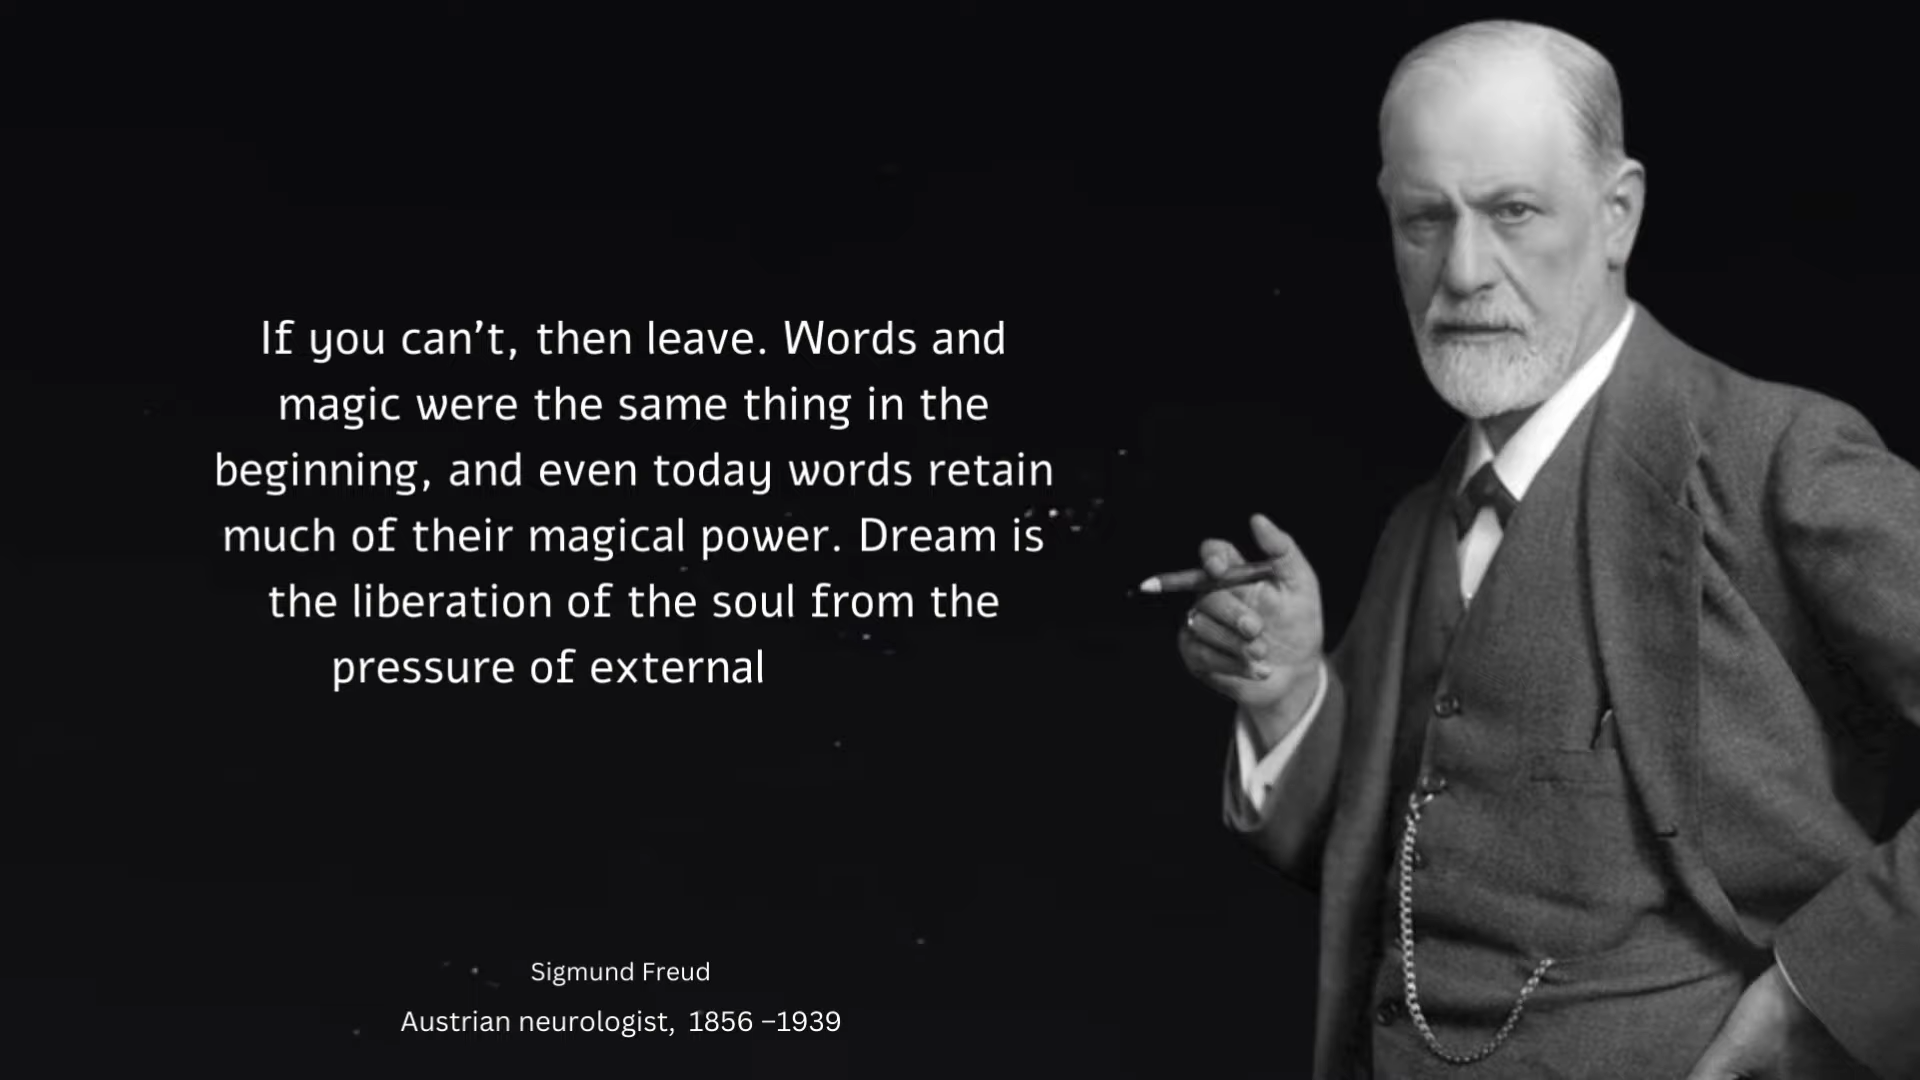 If you can’t, then leave. Words and
magic were the same thing in the
beginning, and even today words retain
much of their magical power. Dream is
the liberation of the soul from the
pressure of external
Sigmund Freud
Austrian neurologist, 1856 –1939